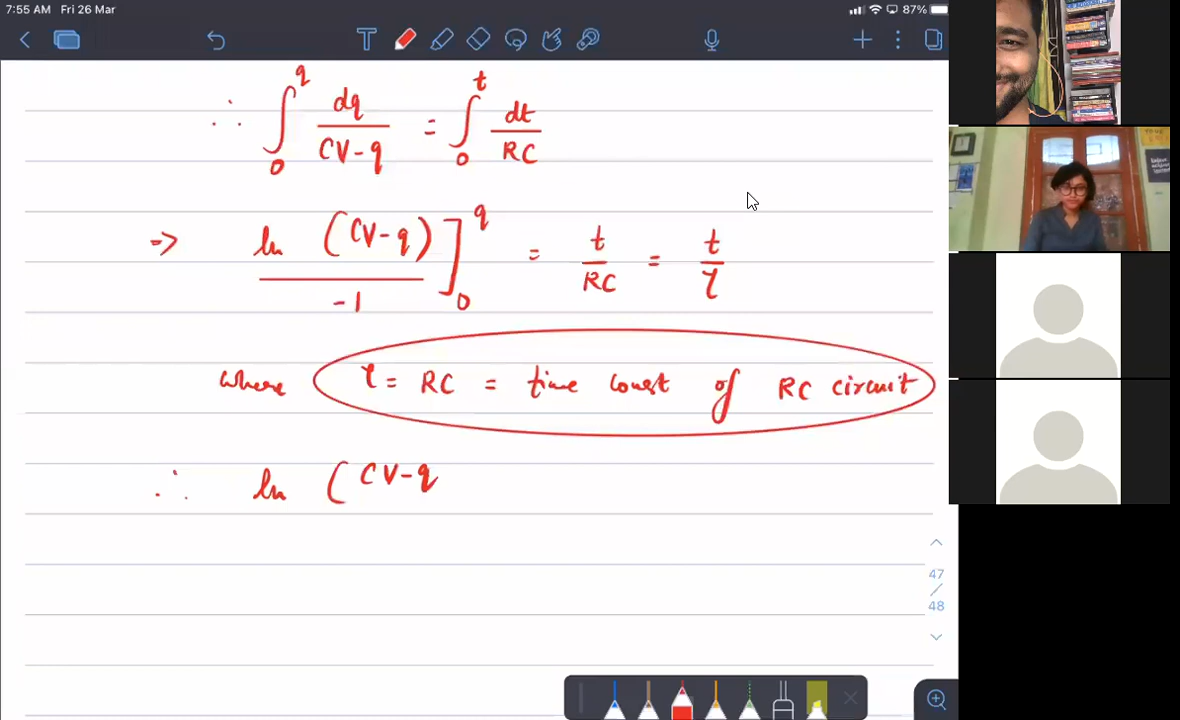 7:55 AM Fri 26 Mar 87%
∴ ∫₀^q dq/(CV-q) = ∫₀^t dt/RC
⇒ ln (CV-q)/-1 ]₀^q = t/RC = t/τ
where τ = RC = time const of RC circuit
∴ ln (CV-q
47
/
48